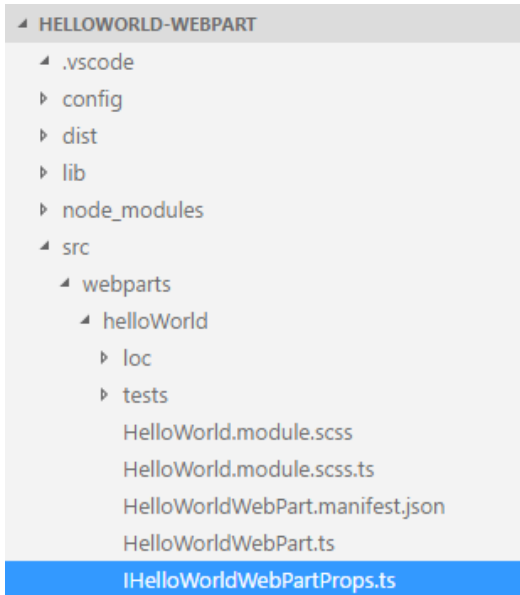 HELLOWORLD-WEBPART
.vscode
config
dist
lib
node_modules
src
webparts
helloWorld
loc
tests
HelloWorld.module.scss
HelloWorld.module.scss.ts
HelloWorldWebPart.manifest.json
HelloWorldWebPart.ts
IHelloWorldWebPartProps.ts